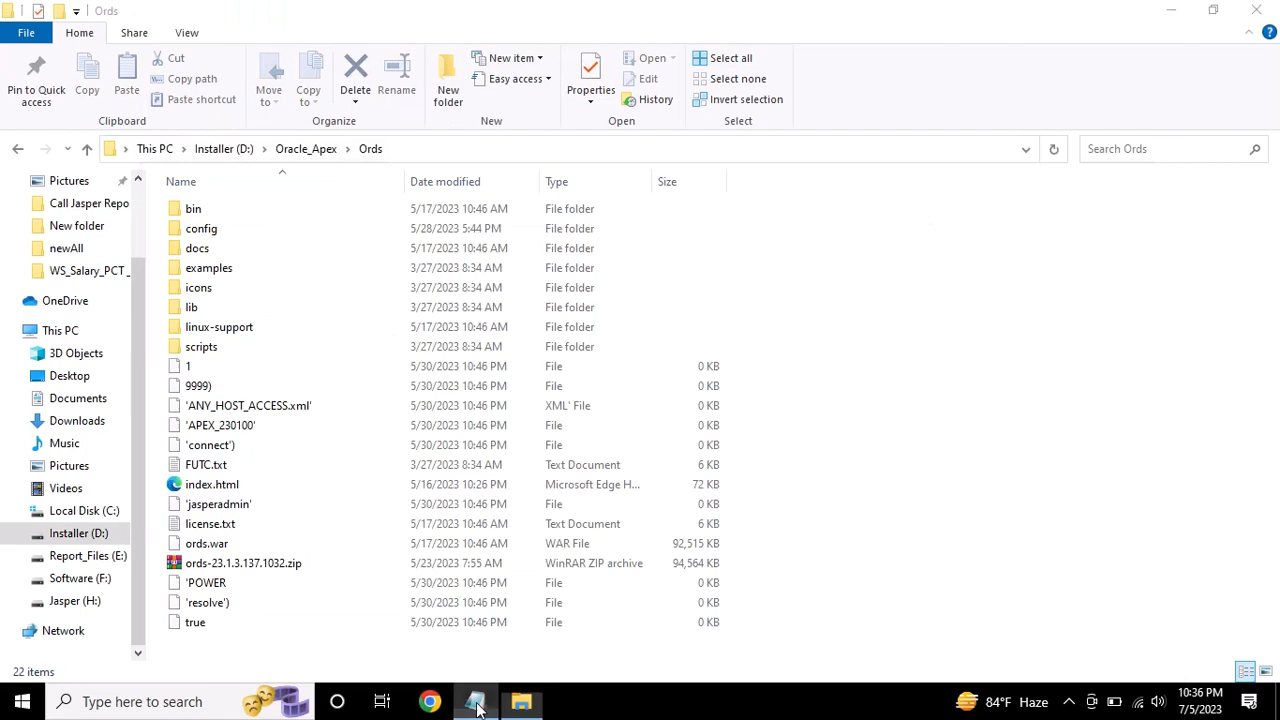 Ords
File Home Share View
Pin to Quick access
Copy
Paste
Cut
Copy path
Paste shortcut
Clipboard
Move to
Copy to
Delete
Rename
Organize
New folder
New item
Easy access
New
Properties
Open
Edit
History
Open
Select all
Select none
Invert selection
Select
This PC > Installer (D:) > Oracle_Apex > Ords
Search Ords
Name Date modified Type Size
Pictures
Call Jasper Repo
New folder
newAll
WS_Salary_PCT_
OneDrive
This PC
3D Objects
Desktop
Documents
Downloads
Music
Pictures
Videos
Local Disk (C:)
Installer (D:)
Report_Files (E:)
Software (F:)
Jasper (H:)
Network
bin 5/17/2023 10:46 AM File folder
config 5/28/2023 5:44 PM File folder
docs 5/17/2023 10:46 AM File folder
examples 3/27/2023 8:34 AM File folder
icons 3/27/2023 8:34 AM File folder
lib 3/27/2023 8:34 AM File folder
linux-support 5/17/2023 10:46 AM File folder
scripts 3/27/2023 8:34 AM File folder
1 5/30/2023 10:46 PM File 0 KB
9999) 5/30/2023 10:46 PM File 0 KB
'ANY_HOST_ACCESS.xml' 5/30/2023 10:46 PM XML' File 0 KB
'APEX_230100' 5/30/2023 10:46 PM File 0 KB
'connect') 5/30/2023 10:46 PM File 0 KB
FUTC.txt 3/27/2023 8:34 AM Text Document 6 KB
index.html 5/16/2023 10:26 PM Microsoft Edge H... 72 KB
'jasperadmin' 5/30/2023 10:46 PM File 0 KB
license.txt 5/17/2023 10:46 AM Text Document 6 KB
ords.war 5/17/2023 10:46 AM WAR File 92,515 KB
ords-23.1.3.137.1032.zip 5/23/2023 7:55 AM WinRAR ZIP archive 94,564 KB
'POWER 5/30/2023 10:46 PM File 0 KB
'resolve') 5/30/2023 10:46 PM File 0 KB
true 5/30/2023 10:46 PM File 0 KB
22 items
Type here to search
84°F Haze
10:36 PM
7/5/2023